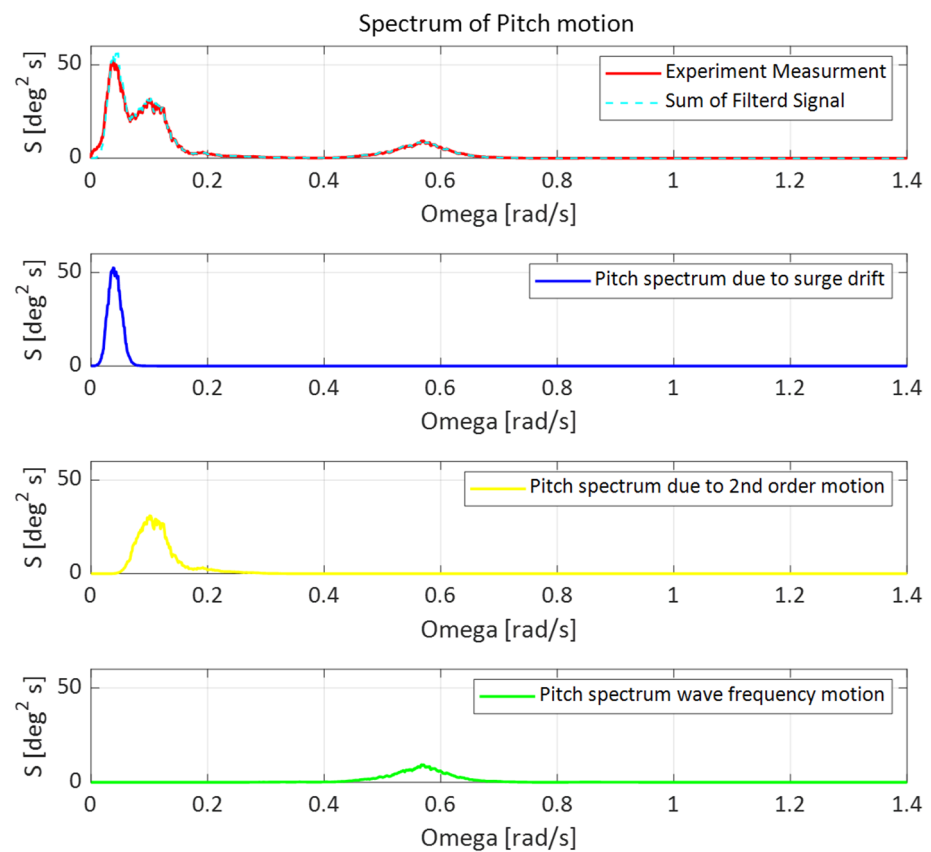 Spectrum of Pitch motion
S [deg² s]
50
0
Experiment Measurment
Sum of Filterd Signal
0 0.2 0.4 0.6 0.8 1 1.2 1.4
Omega [rad/s]
S [deg² s]
50
0
Pitch spectrum due to surge drift
0 0.2 0.4 0.6 0.8 1 1.2 1.4
Omega [rad/s]
S [deg² s]
50
0
Pitch spectrum due to 2nd order motion
0 0.2 0.4 0.6 0.8 1 1.2 1.4
Omega [rad/s]
S [deg² s]
50
0
Pitch spectrum wave frequency motion
0 0.2 0.4 0.6 0.8 1 1.2 1.4
Omega [rad/s]